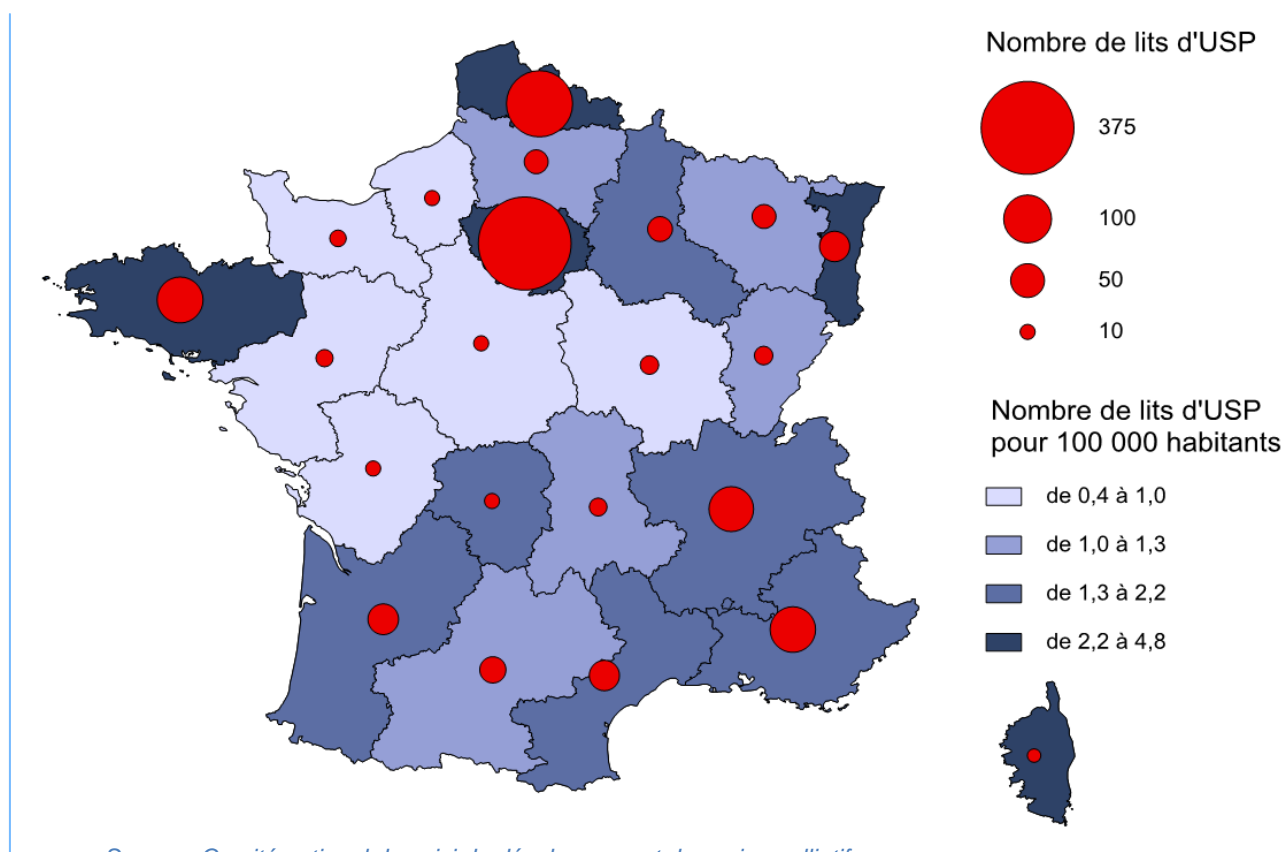 Nombre de lits d'USP
375
100
50
10
Nombre de lits d'USP
pour 100 000 habitants
de 0,4 à 1,0
de 1,0 à 1,3
de 1,3 à 2,2
de 2,2 à 4,8